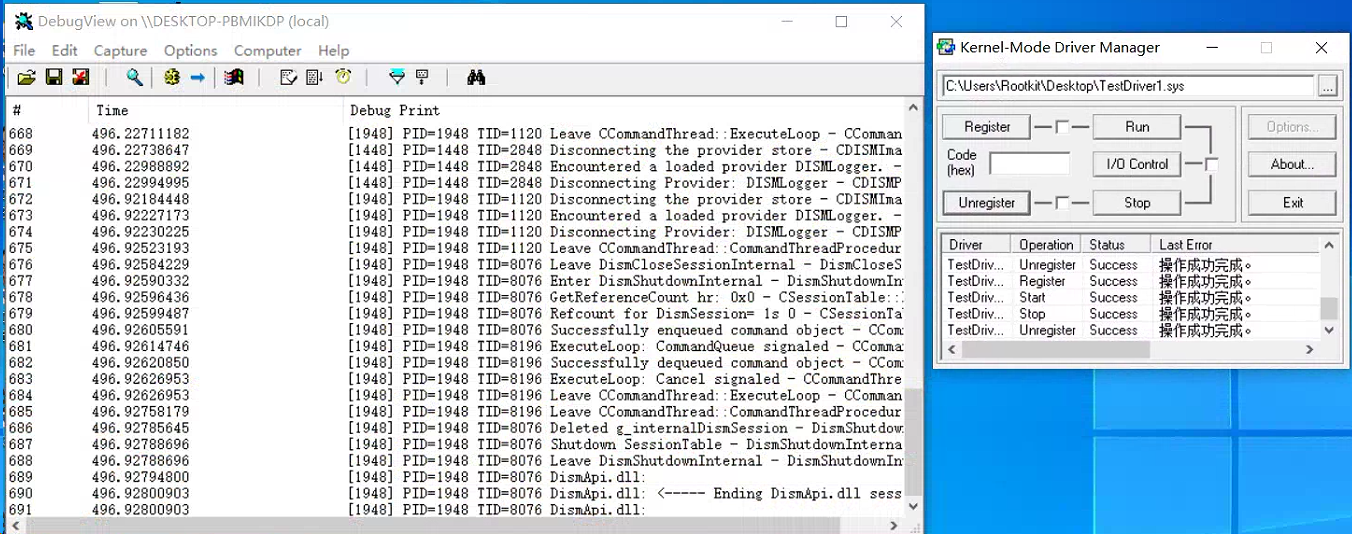 DebugView on \\DESKTOP-PBMIKDP (local)
File Edit Capture Options Computer Help
# Time Debug Print
668 496.22711182 [1948] PID=1948 TID=1120 Leave CCommandThread::ExecuteLoop - CComman
669 496.22738647 [1448] PID=1448 TID=2848 Disconnecting the provider store - CDISMIma
670 496.22988892 [1448] PID=1448 TID=2848 Encountered a loaded provider DISMLogger. -
671 496.22994995 [1448] PID=1448 TID=2848 Disconnecting Provider: DISMLogger - CDISMP
672 496.92184448 [1948] PID=1948 TID=1120 Disconnecting the provider store - CDISMIma
673 496.92227173 [1948] PID=1948 TID=1120 Encountered a loaded provider DISMLogger. -
674 496.92230225 [1948] PID=1948 TID=1120 Disconnecting Provider: DISMLogger - CDISMP
675 496.92523193 [1948] PID=1948 TID=1120 Leave CCommandThread::CommandThreadProcedur
676 496.92584229 [1948] PID=1948 TID=8076 Leave DismCloseSessionInternal - DismCloseS
677 496.92590332 [1948] PID=1948 TID=8076 Enter DismShutdownInternal - DismShutdownIn
678 496.92596436 [1948] PID=1948 TID=8076 GetReferenceCount hr: 0x0 - CSessionTable::
679 496.92599487 [1948] PID=1948 TID=8076 Refcount for DismSession= 1s 0 - CSessionTa
680 496.92605591 [1948] PID=1948 TID=8076 Successfully enqueued command object - CCom
681 496.92614746 [1948] PID=1948 TID=8196 ExecuteLoop: CommandQueue signaled - CComma
682 496.92620850 [1948] PID=1948 TID=8196 Successfully dequeued command object - CCom
683 496.92626953 [1948] PID=1948 TID=8196 ExecuteLoop: Cancel signaled - CCommandThre
684 496.92626953 [1948] PID=1948 TID=8196 Leave CCommandThread::ExecuteLoop - CComman
685 496.92758179 [1948] PID=1948 TID=8196 Leave CCommandThread::CommandThreadProcedur
686 496.92785645 [1948] PID=1948 TID=8076 Deleted g_internalDismSession - DismShutdow
687 496.92788696 [1948] PID=1948 TID=8076 Shutdown SessionTable - DismShutdownInterna
688 496.92788696 [1948] PID=1948 TID=8076 Leave DismShutdownInternal - DismShutdownIn
689 496.92794800 [1948] PID=1948 TID=8076 DismApi.dll:
690 496.92800903 [1948] PID=1948 TID=8076 DismApi.dll: <----- Ending DismApi.dll sess
691 496.92800903 [1948] PID=1948 TID=8076 DismApi.dll:
Kernel-Mode Driver Manager
C:\Users\Rootkit\Desktop\TestDriver1.sys ...
Register Run Options...
Code (hex) I/O Control About...
Unregister Stop Exit
Driver Operation Status Last Error
TestDriv... Unregister Success 操作成功完成。
TestDriv... Register Success 操作成功完成。
TestDriv... Start Success 操作成功完成。
TestDriv... Stop Success 操作成功完成。
TestDriv... Unregister Success 操作成功完成。